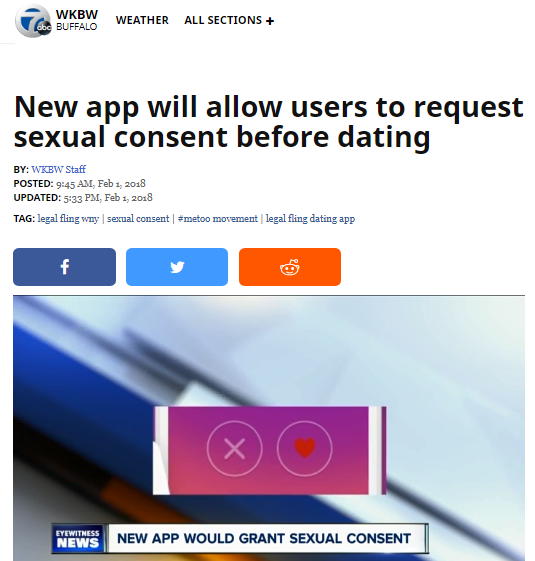 7 abc
WKBW
BUFFALO
WEATHER
ALL SECTIONS +
New app will allow users to request
sexual consent before dating
BY: WKBW Staff
POSTED: 9:45 AM, Feb 1, 2018
UPDATED: 5:33 PM, Feb 1, 2018
TAG: legal fling wny | sexual consent | #metoo movement | legal fling dating app
f
EYEWITNESS
NEWS
NEW APP WOULD GRANT SEXUAL CONSENT